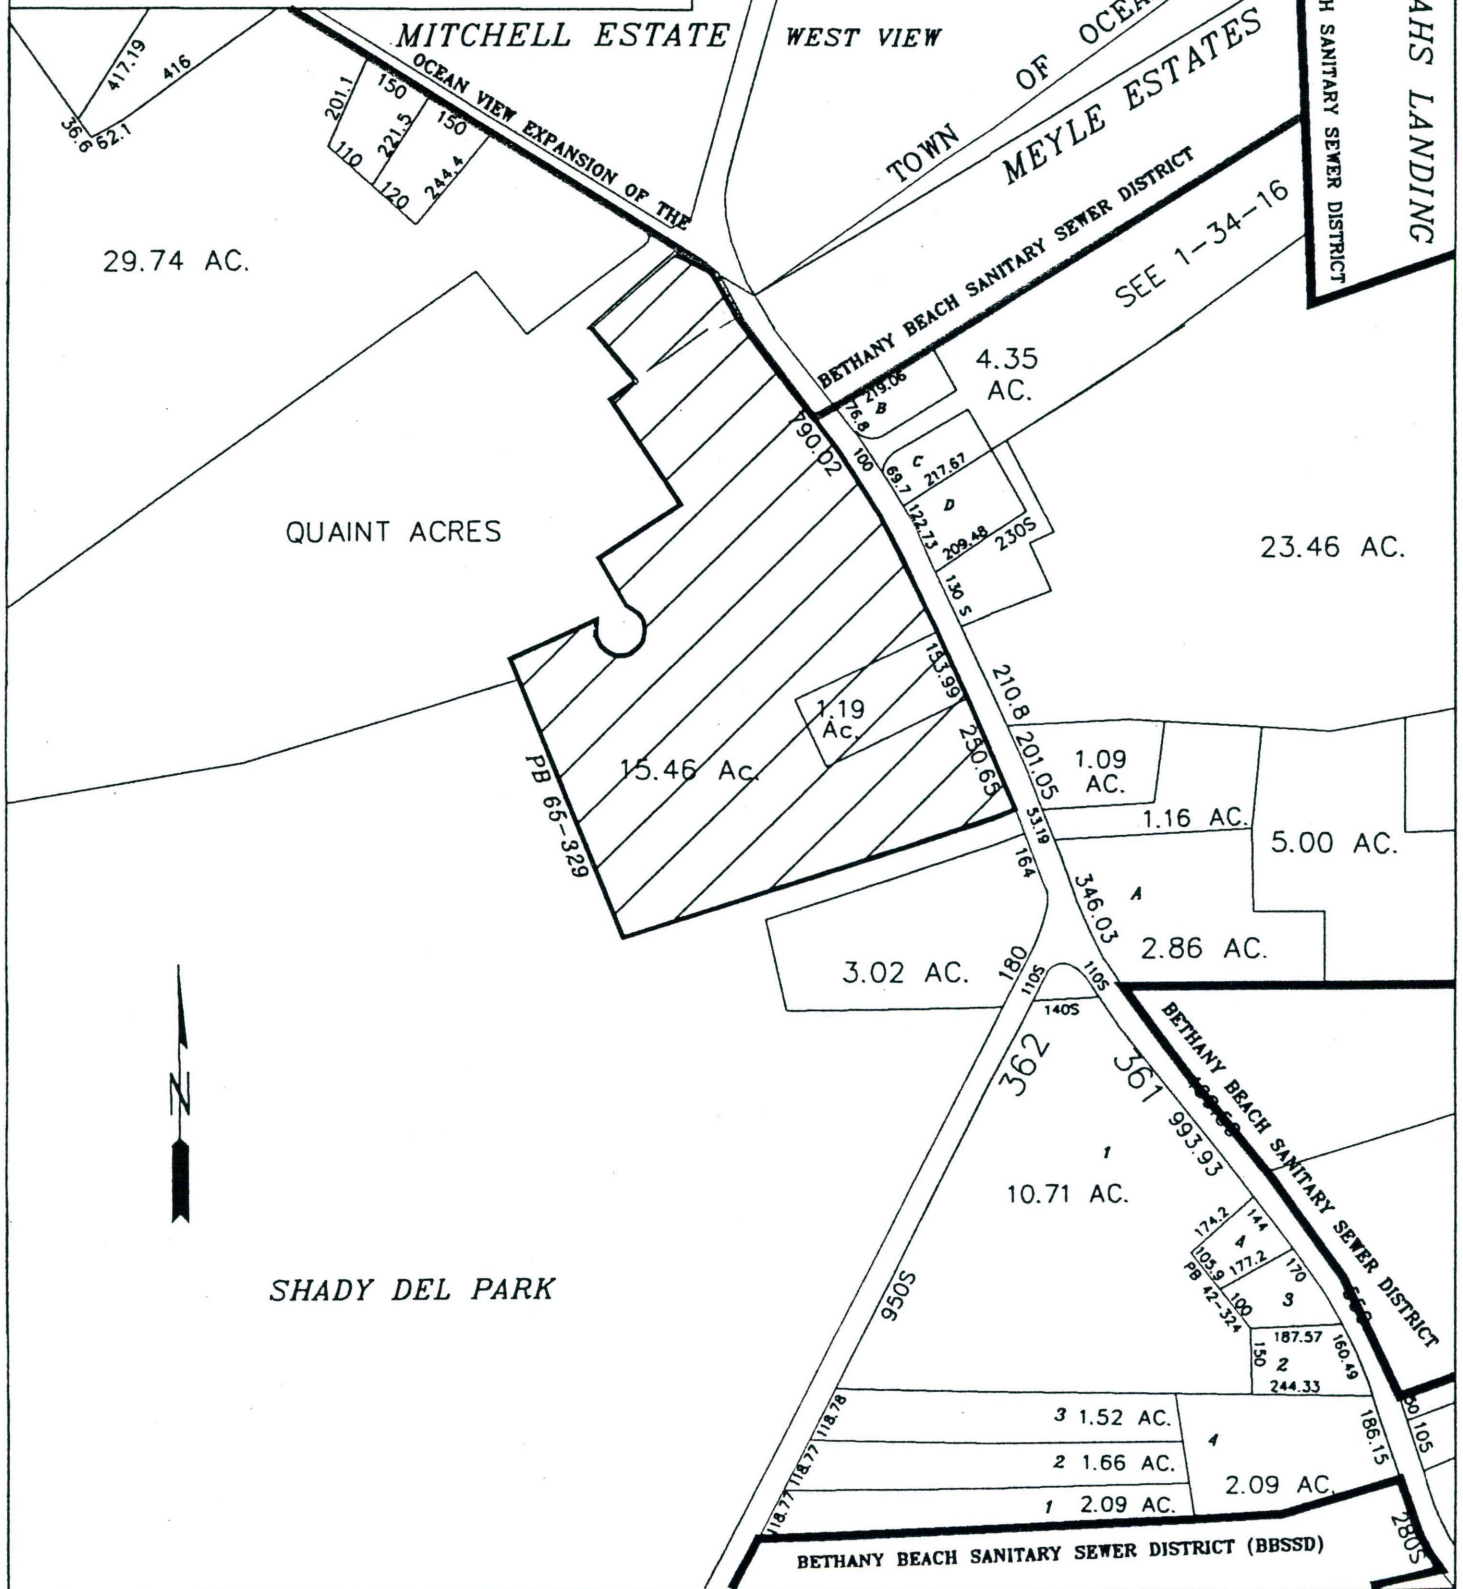 MITCHELL ESTATE
WEST VIEW
TOWN OF OCEA
MEYLE ESTATES
H SANITARY SEWER DISTRICT
AHS LANDING
OCEAN VIEW EXPANSION OF THE
BETHANY BEACH SANITARY SEWER DISTRICT
SEE 1-34-16
417.19
416
36.6
62.1
201.1
150
221.5
150
110
120
244.4
29.74 AC.
4.35
AC.
219.06
B
76.8
790.02
100
C
69.7
217.67
D
122.73
209.48
230S
130 S
QUAINT ACRES
23.46 AC.
153.99
210.8
1.19
Ac.
250.65
201.05
1.09
AC.
15.46 Ac.
PB 65-329
53.19
1.16 AC.
5.00 AC.
164
346.03
A
2.86 AC.
3.02 AC.
180
110S
110S
140S
362
361
BETHANY BEACH SANITARY SEWER DISTRICT
993.93
N
1
10.71 AC.
174.2
144
4
105.9
177.2
170
PB 42-324
100
3
187.57
160.49
150
2
244.33
950S
SHADY DEL PARK
118.78
3 1.52 AC.
4
186.15
105
118.77
2 1.66 AC.
2.09 AC.
118.77
1 2.09 AC.
280S
BETHANY BEACH SANITARY SEWER DISTRICT (BBSSD)